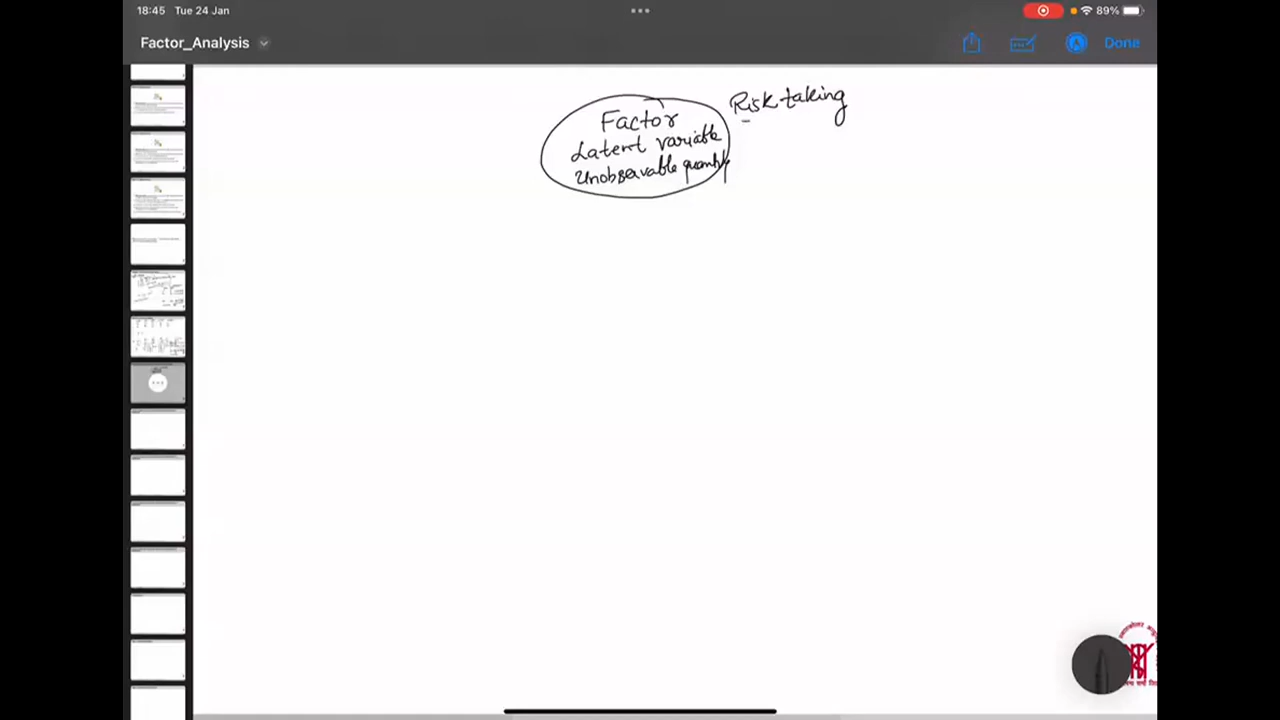 18:45 Tue 24 Jan
89%
Factor_Analysis
Done
Risk taking
Factor
Latent variable
Unobservable quantity